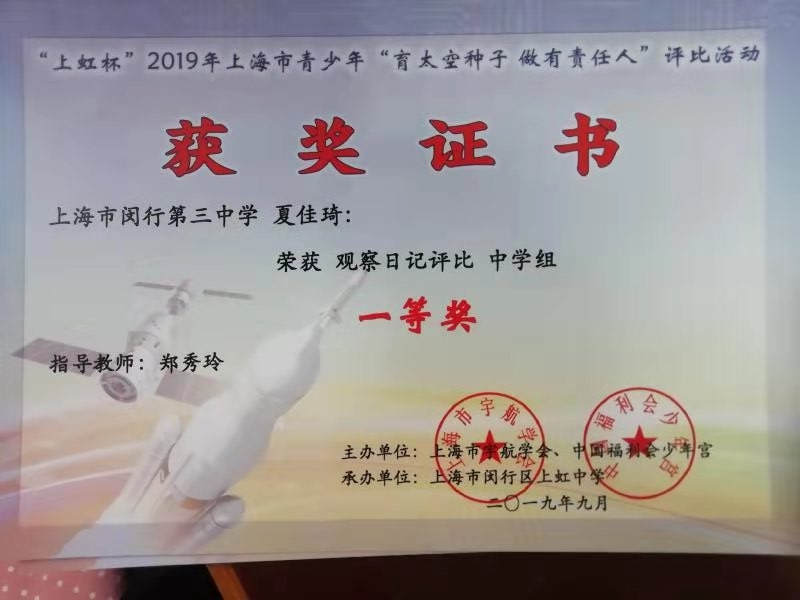 “上虹杯”2019年上海市青少年“育太空种子 做有责任人”评比活动
获奖证书
上海市闵行第三中学 夏佳琦：
荣获 观察日记评比 中学组
一等奖
指导教师：郑秀玲
上海市宇航学会
中国福利会少年宫
主办单位：上海市宇航学会、中国福利会少年宫
承办单位：上海市闵行区上虹中学
二〇一九年九月